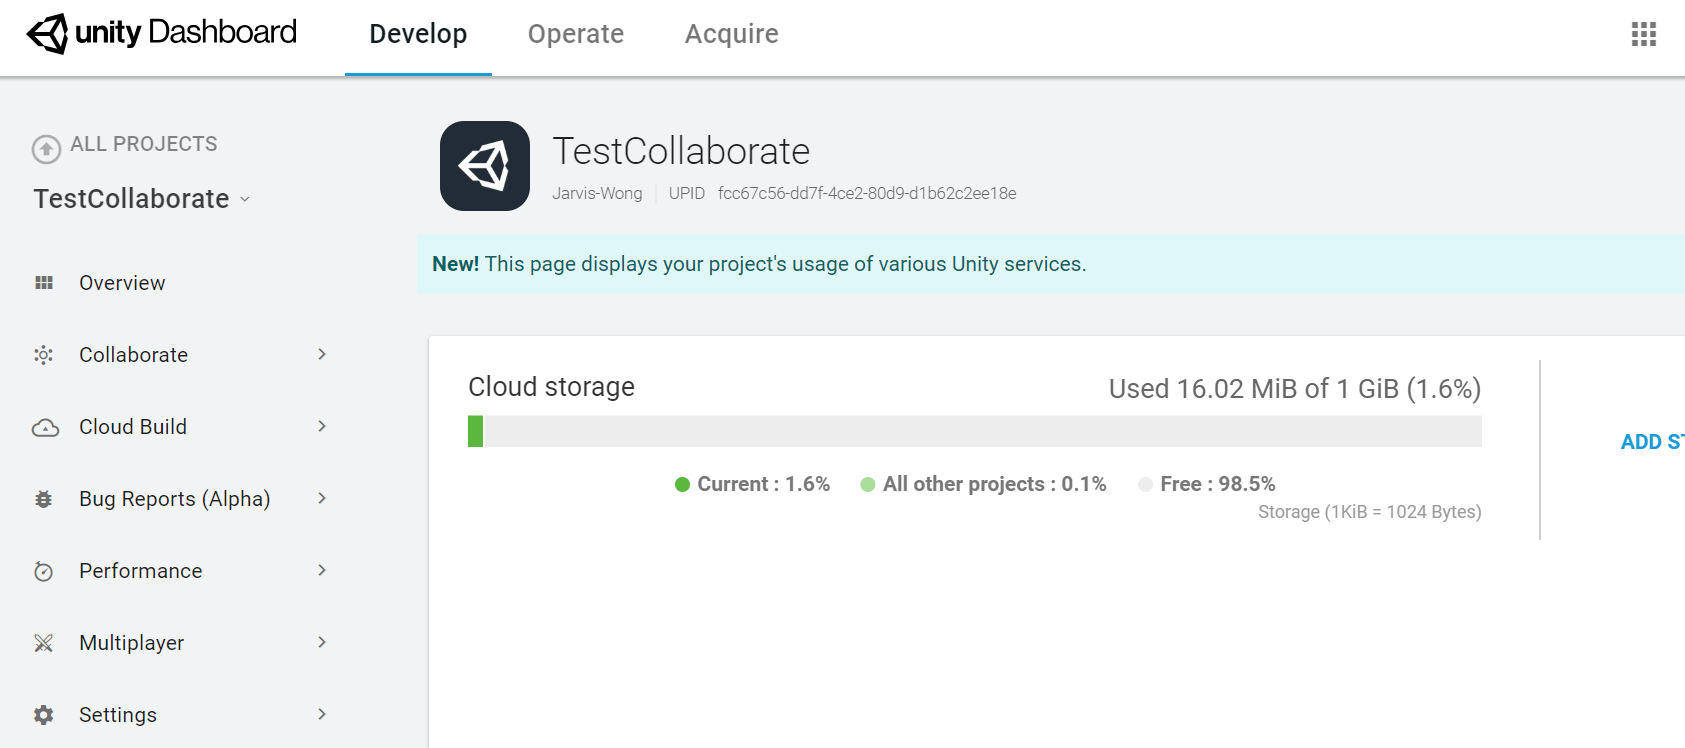 unity Dashboard
Develop
Operate
Acquire
ALL PROJECTS
TestCollaborate
Overview
Collaborate
Cloud Build
Bug Reports (Alpha)
Performance
Multiplayer
Settings
TestCollaborate
Jarvis-Wong UPID fcc67c56-dd7f-4ce2-80d9-d1b62c2ee18e
New! This page displays your project's usage of various Unity services.
Cloud storage
Used 16.02 MiB of 1 GiB (1.6%)
Current : 1.6% All other projects : 0.1% Free : 98.5%
Storage (1KiB = 1024 Bytes)
ADD